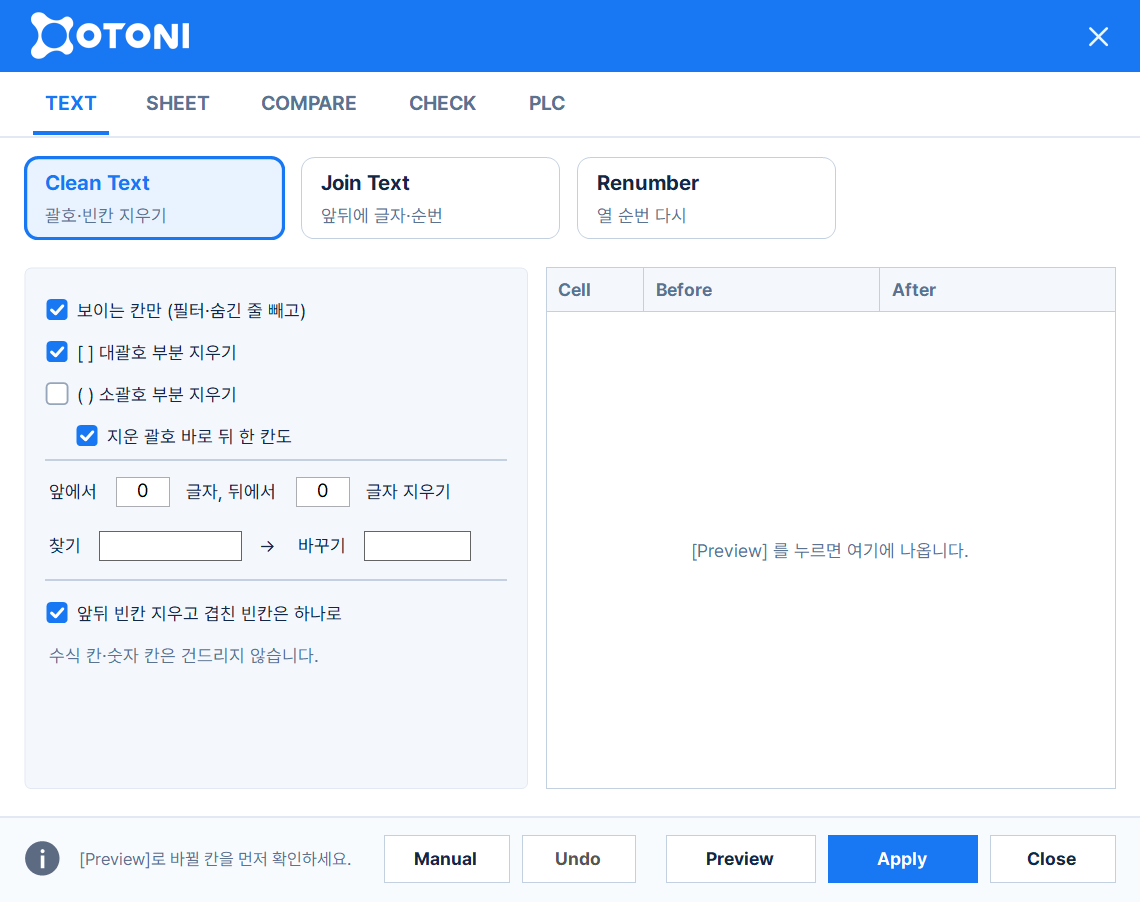 OTONI
TEXT SHEET COMPARE CHECK PLC
Clean Text
괄호·빈칸 지우기
Join Text
앞뒤에 글자·순번
Renumber
열 순번 다시
보이는 칸만 (필터·숨긴 줄 빼고)
[ ] 대괄호 부분 지우기
( ) 소괄호 부분 지우기
지운 괄호 바로 뒤 한 칸도
앞에서 0 글자, 뒤에서 0 글자 지우기
찾기 → 바꾸기
앞뒤 빈칸 지우고 겹친 빈칸은 하나로
수식 칸·숫자 칸은 건드리지 않습니다.
Cell Before After
[Preview] 를 누르면 여기에 나옵니다.
[Preview]로 바뀔 칸을 먼저 확인하세요.
Manual Undo Preview Apply Close